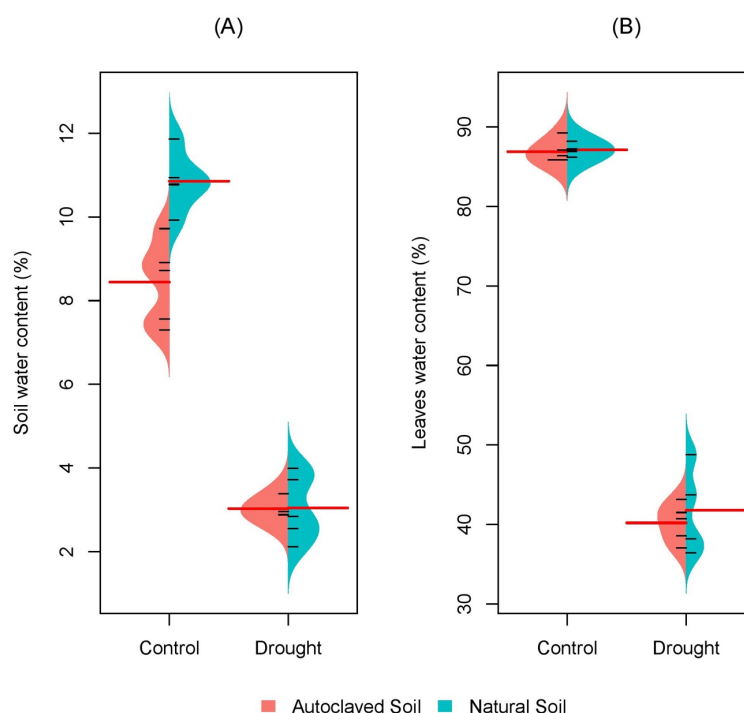 (A)
Soil water content (%)
12
10
8
6
4
2
Control
Drought
(B)
Leaves water content (%)
90
80
70
60
50
40
30
Control
Drought
Autoclaved Soil
Natural Soil